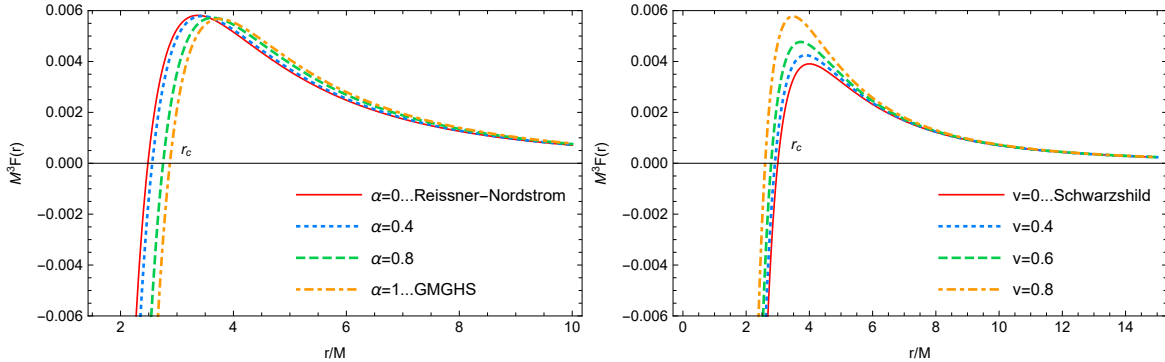 0.006
0.004
0.002
0.000
−0.002
−0.004
−0.006
M³F(r)
r_c
α=0...Reissner−Nordstrom
α=0.4
α=0.8
α=1...GMGHS
2 4 6 8 10
r/M
0.006
0.004
0.002
0.000
−0.002
−0.004
−0.006
M³F(r)
r_c
v=0...Schwarzshild
v=0.4
v=0.6
v=0.8
0 2 4 6 8 10 12 14
r/M